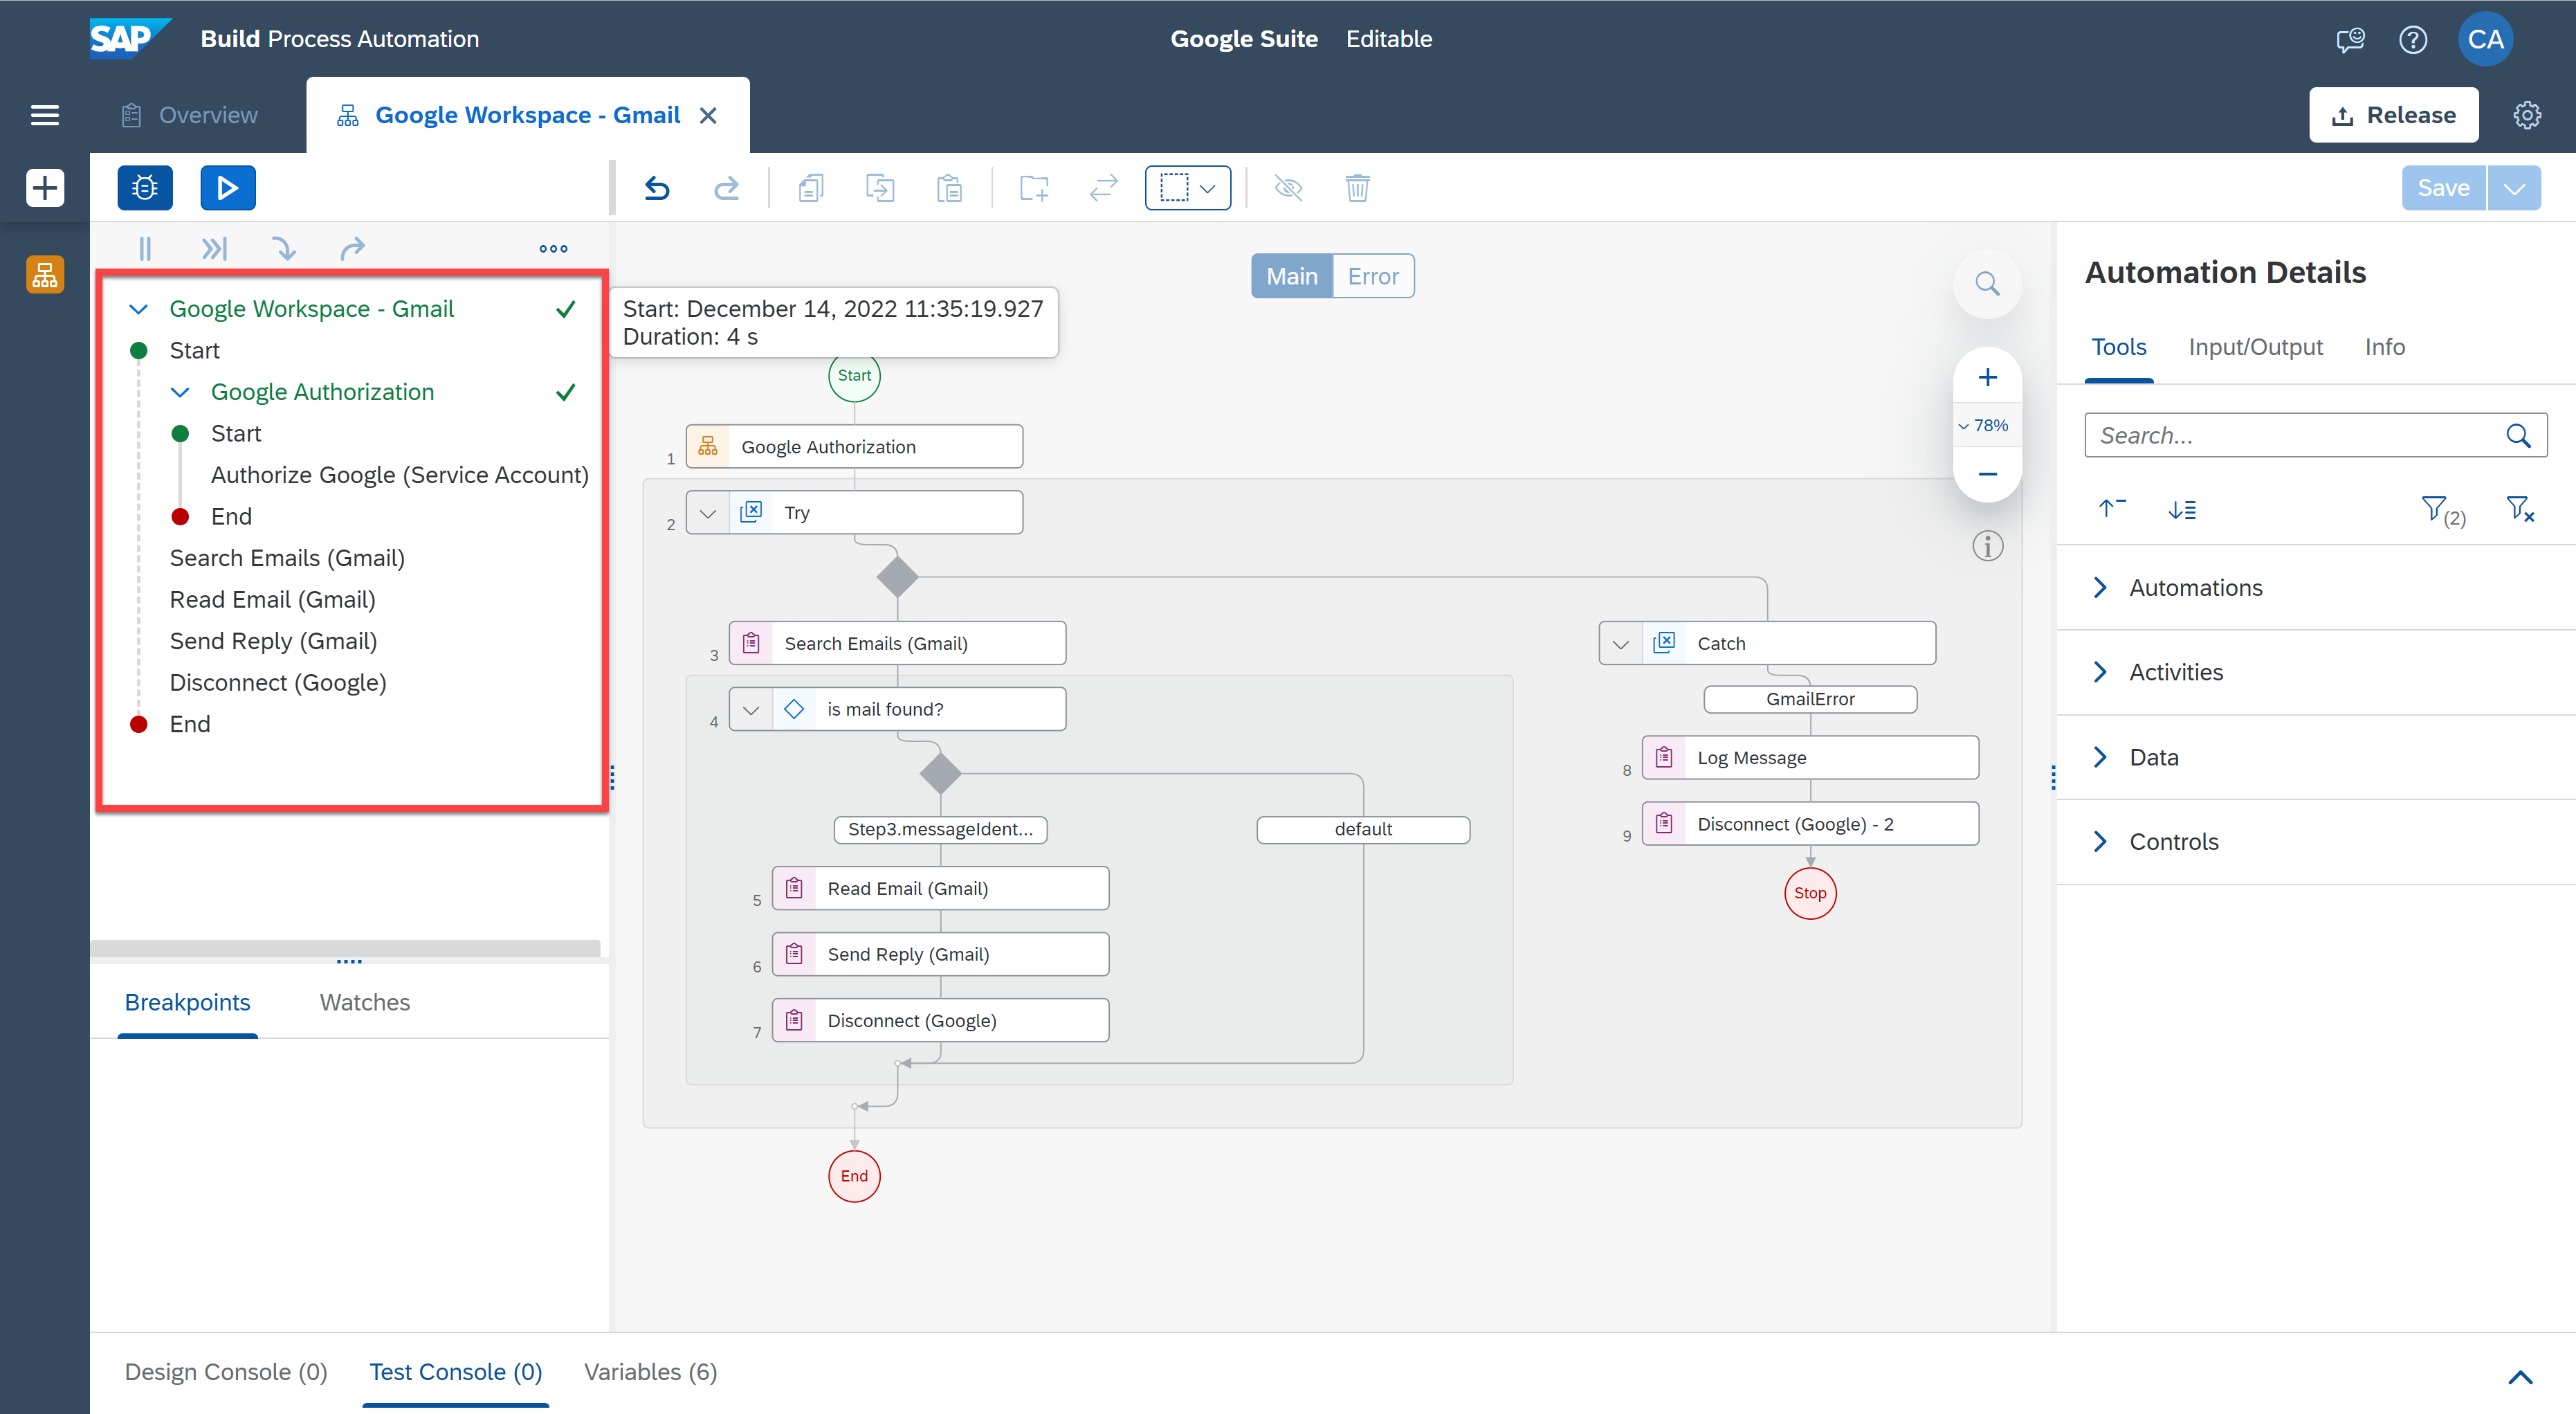 SAP Build Process Automation
Google Suite Editable
CA
Overview
Google Workspace - Gmail
Release
Save
Google Workspace - Gmail
Start
Google Authorization
Start
Authorize Google (Service Account)
End
Search Emails (Gmail)
Read Email (Gmail)
Send Reply (Gmail)
Disconnect (Google)
End
Breakpoints
Watches
Main
Error
Start: December 14, 2022 11:35:19.927
Duration: 4 s
Start
1
Google Authorization
2
Try
3
Search Emails (Gmail)
4
is mail found?
Step3.messageIdent...
default
5
Read Email (Gmail)
6
Send Reply (Gmail)
7
Disconnect (Google)
End
Catch
GmailError
8
Log Message
9
Disconnect (Google) - 2
Stop
78%
Automation Details
Tools
Input/Output
Info
Search...
(2)
Automations
Activities
Data
Controls
Design Console (0)
Test Console (0)
Variables (6)